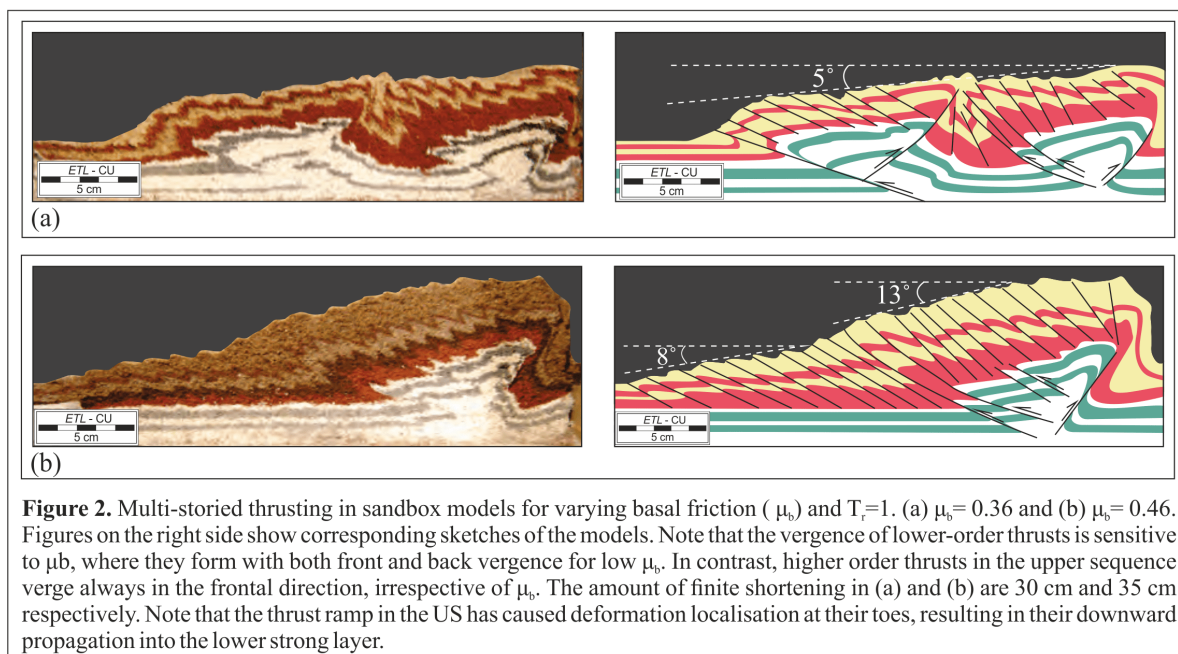 5°
ETL - CU
5 cm
ETL - CU
5 cm
(a)
13°
8°
ETL - CU
5 cm
ETL - CU
5 cm
(b)
Figure 2. Multi-storied thrusting in sandbox models for varying basal friction ( μb) and Tr=1. (a) μb= 0.36 and (b) μb= 0.46.
Figures on the right side show corresponding sketches of the models. Note that the vergence of lower-order thrusts is sensitive
to μb, where they form with both front and back vergence for low μb. In contrast, higher order thrusts in the upper sequence
verge always in the frontal direction, irrespective of μb. The amount of finite shortening in (a) and (b) are 30 cm and 35 cm
respectively. Note that the thrust ramp in the US has caused deformation localisation at their toes, resulting in their downward
propagation into the lower strong layer.